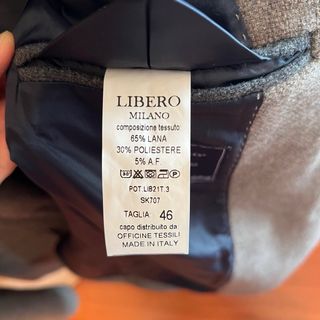 LIBERO
MILANO
composizione tessuto
65% LANA
30% POLIESTERE
5% A.F.
POT.LIB21T.3
SK707
TAGLIA 46
capo distribuito da:
OFFICINE TESSILI
MADE IN ITALY